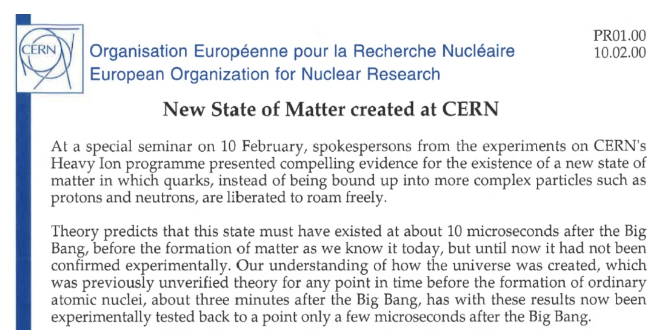 PR01.00
10.02.00
CERN
Organisation Européenne pour la Recherche Nucléaire
European Organization for Nuclear Research
New State of Matter created at CERN
At a special seminar on 10 February, spokespersons from the experiments on CERN's
Heavy Ion programme presented compelling evidence for the existence of a new state of
matter in which quarks, instead of being bound up into more complex particles such as
protons and neutrons, are liberated to roam freely.
Theory predicts that this state must have existed at about 10 microseconds after the Big
Bang, before the formation of matter as we know it today, but until now it had not been
confirmed experimentally. Our understanding of how the universe was created, which
was previously unverified theory for any point in time before the formation of ordinary
atomic nuclei, about three minutes after the Big Bang, has with these results now been
experimentally tested back to a point only a few microseconds after the Big Bang.